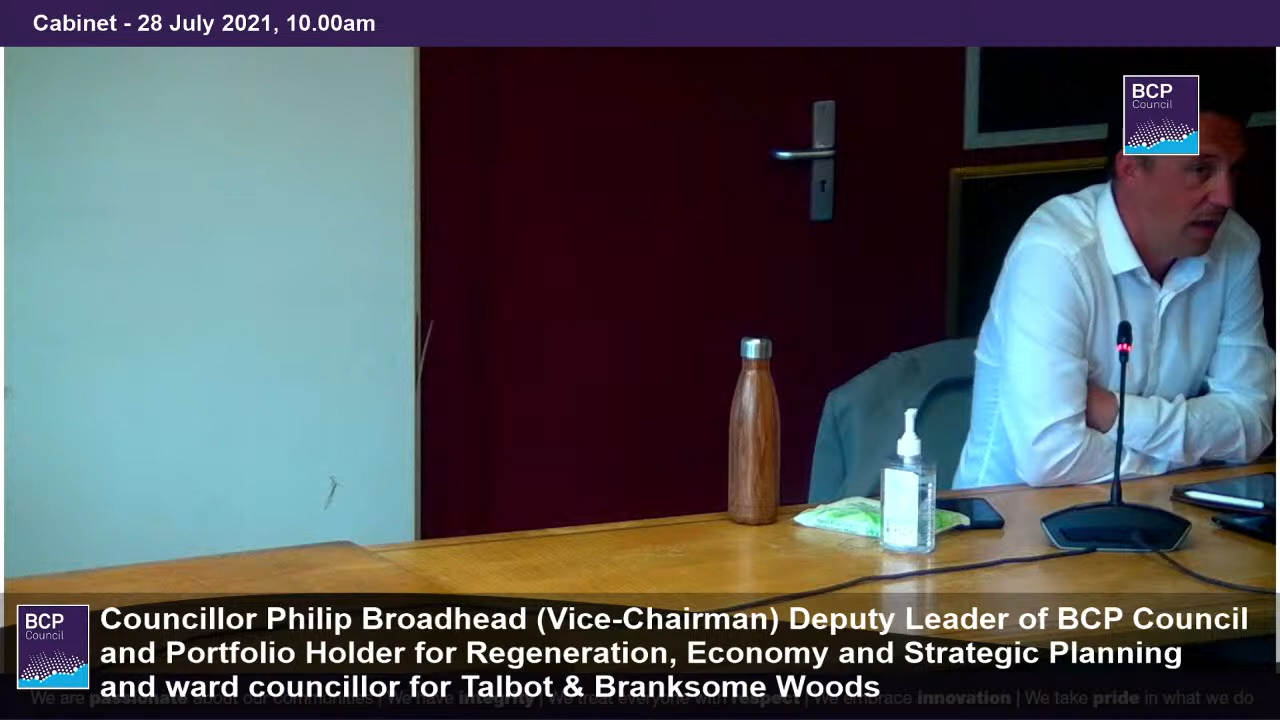 Cabinet - 28 July 2021, 10.00am
BCP
Council
BCP
Council
Councillor Philip Broadhead (Vice-Chairman) Deputy Leader of BCP Council
and Portfolio Holder for Regeneration, Economy and Strategic Planning
and ward councillor for Talbot & Branksome Woods
We are passionate about our communities | We have integrity | We treat everyone with respect | We embrace innovation | We take pride in what we do